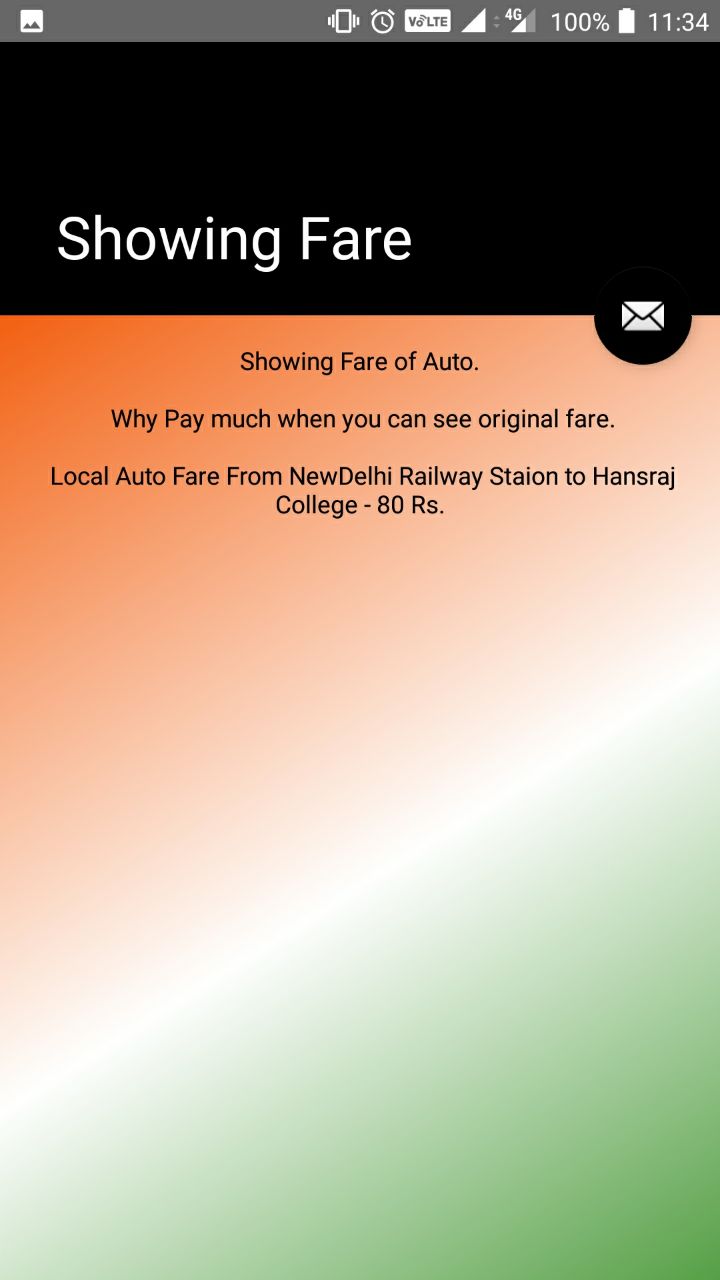 VoLTE 4G 100% 11:34
Showing Fare
Showing Fare of Auto.
Why Pay much when you can see original fare.
Local Auto Fare From NewDelhi Railway Staion to Hansraj
College - 80 Rs.